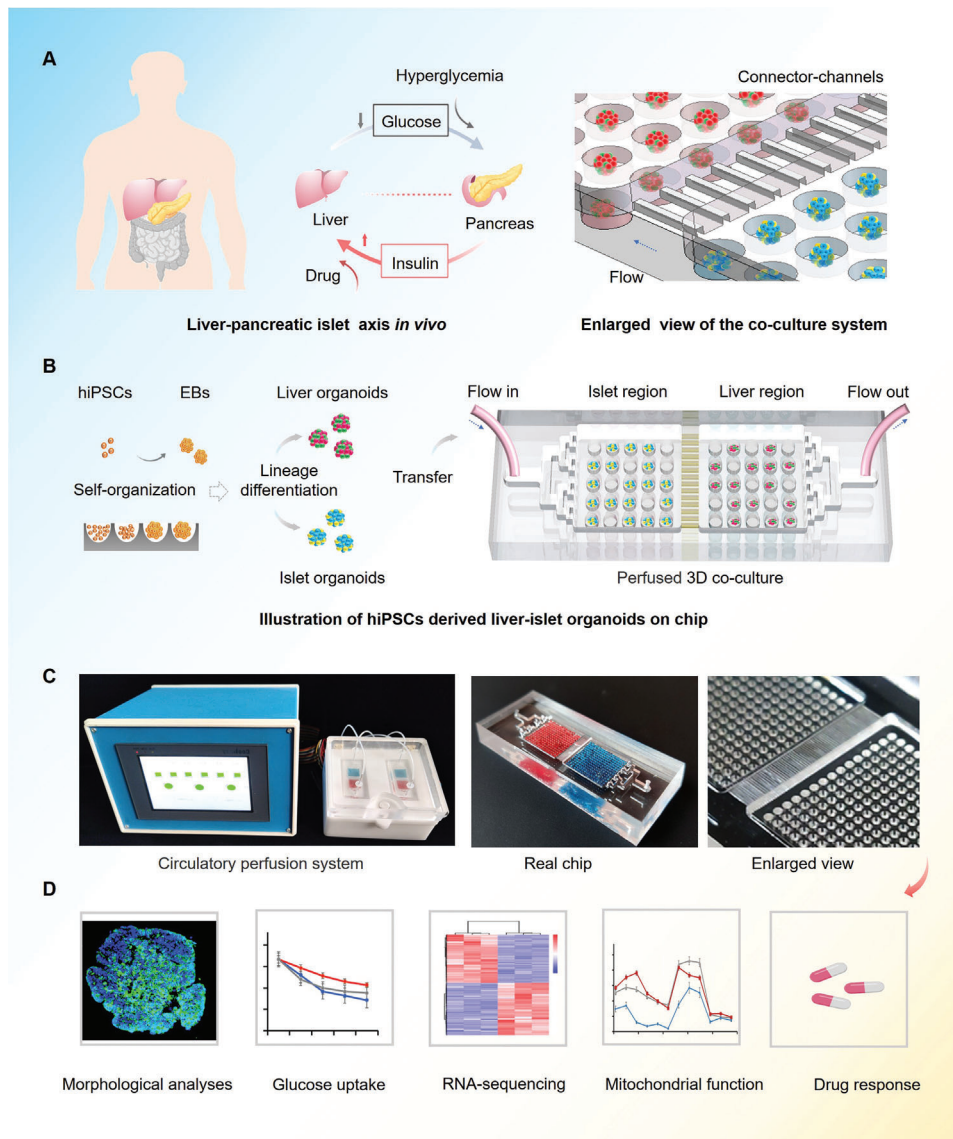 A
Hyperglycemia
Connector-channels
Glucose
Liver
Pancreas
Insulin
Drug
Flow
Liver-pancreatic islet axis in vivo
Enlarged view of the co-culture system
B
hiPSCs
EBs
Liver organoids
Flow in
Islet region
Liver region
Flow out
Self-organization
Lineage
differentiation
Transfer
Islet organoids
Perfused 3D co-culture
Illustration of hiPSCs derived liver-islet organoids on chip
C
Circulatory perfusion system
Real chip
Enlarged view
D
Morphological analyses
Glucose uptake
RNA-sequencing
Mitochondrial function
Drug response